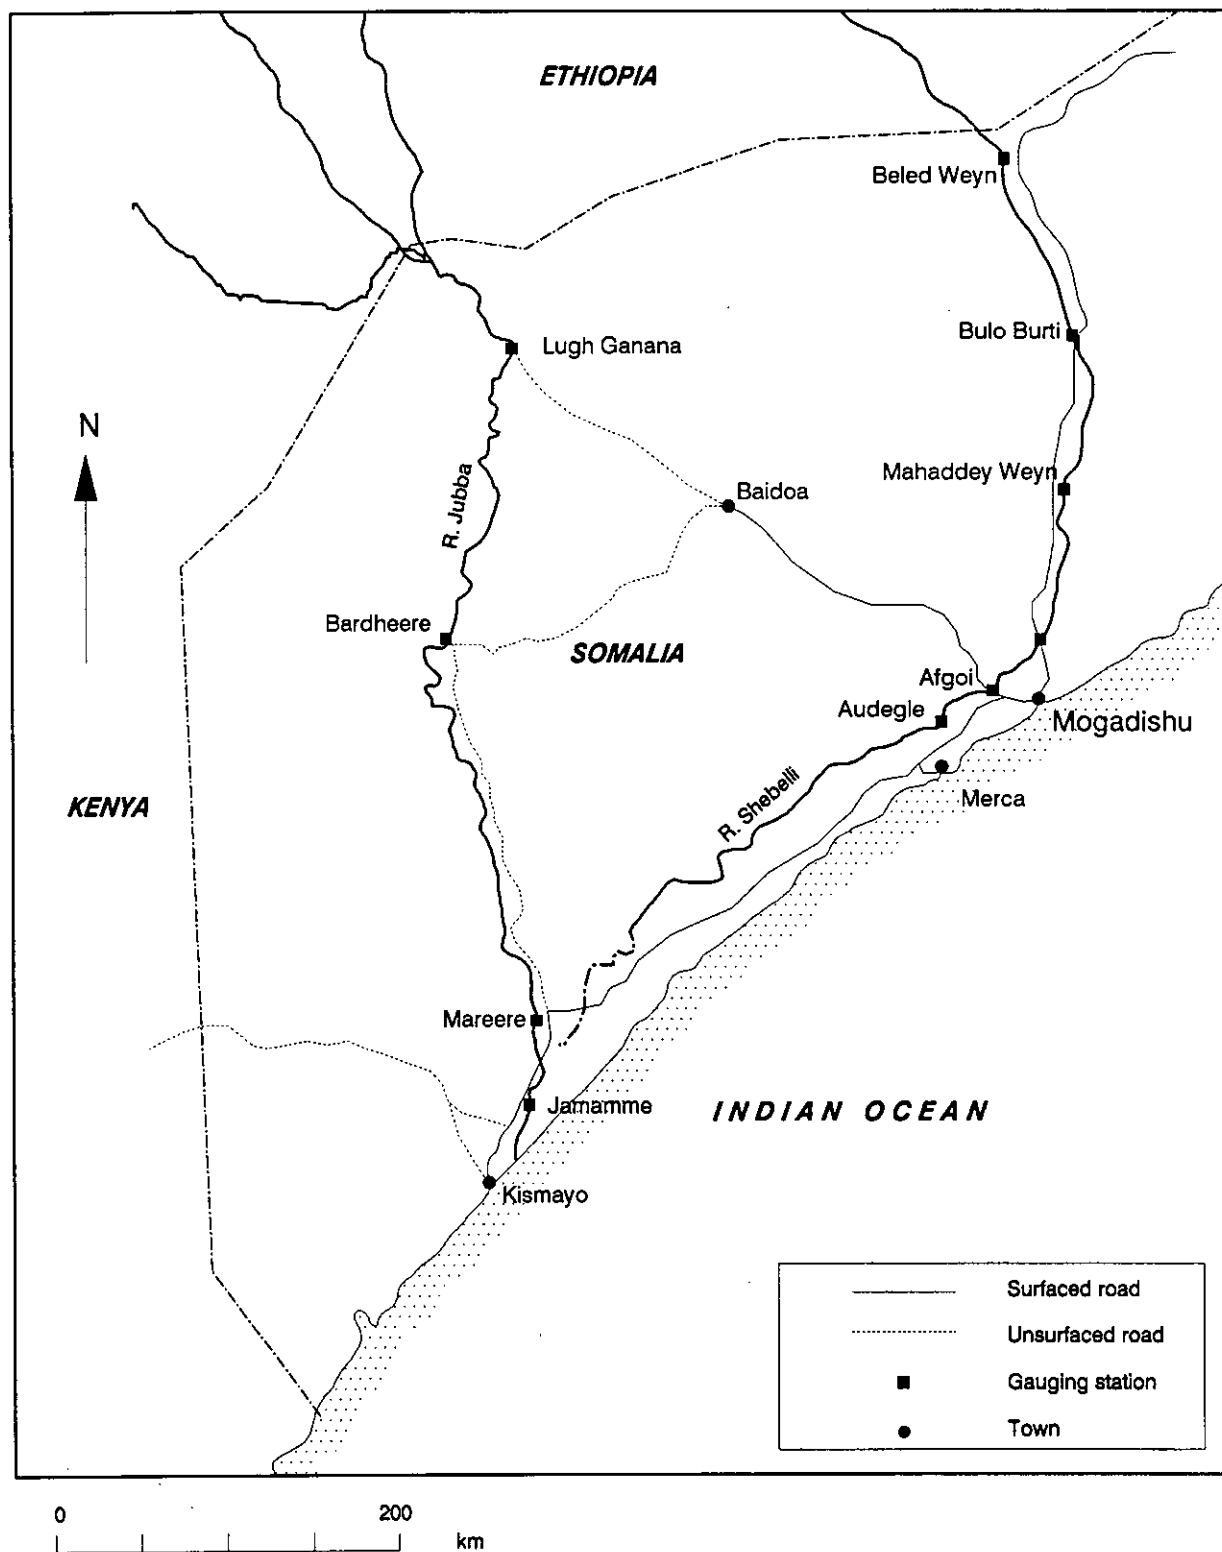 ETHIOPIA
Beled Weyn
Bulo Burti
Lugh Ganana
N
Mahaddey Weyn
Baidoa
R. Jubba
Bardheere
SOMALIA
Afgoi
Audegle
Mogadishu
R. Shebelli
KENYA
Merca
Mareere
Jamamme
INDIAN OCEAN
Kismayo
Surfaced road
Unsurfaced road
Gauging station
Town
0 200
km